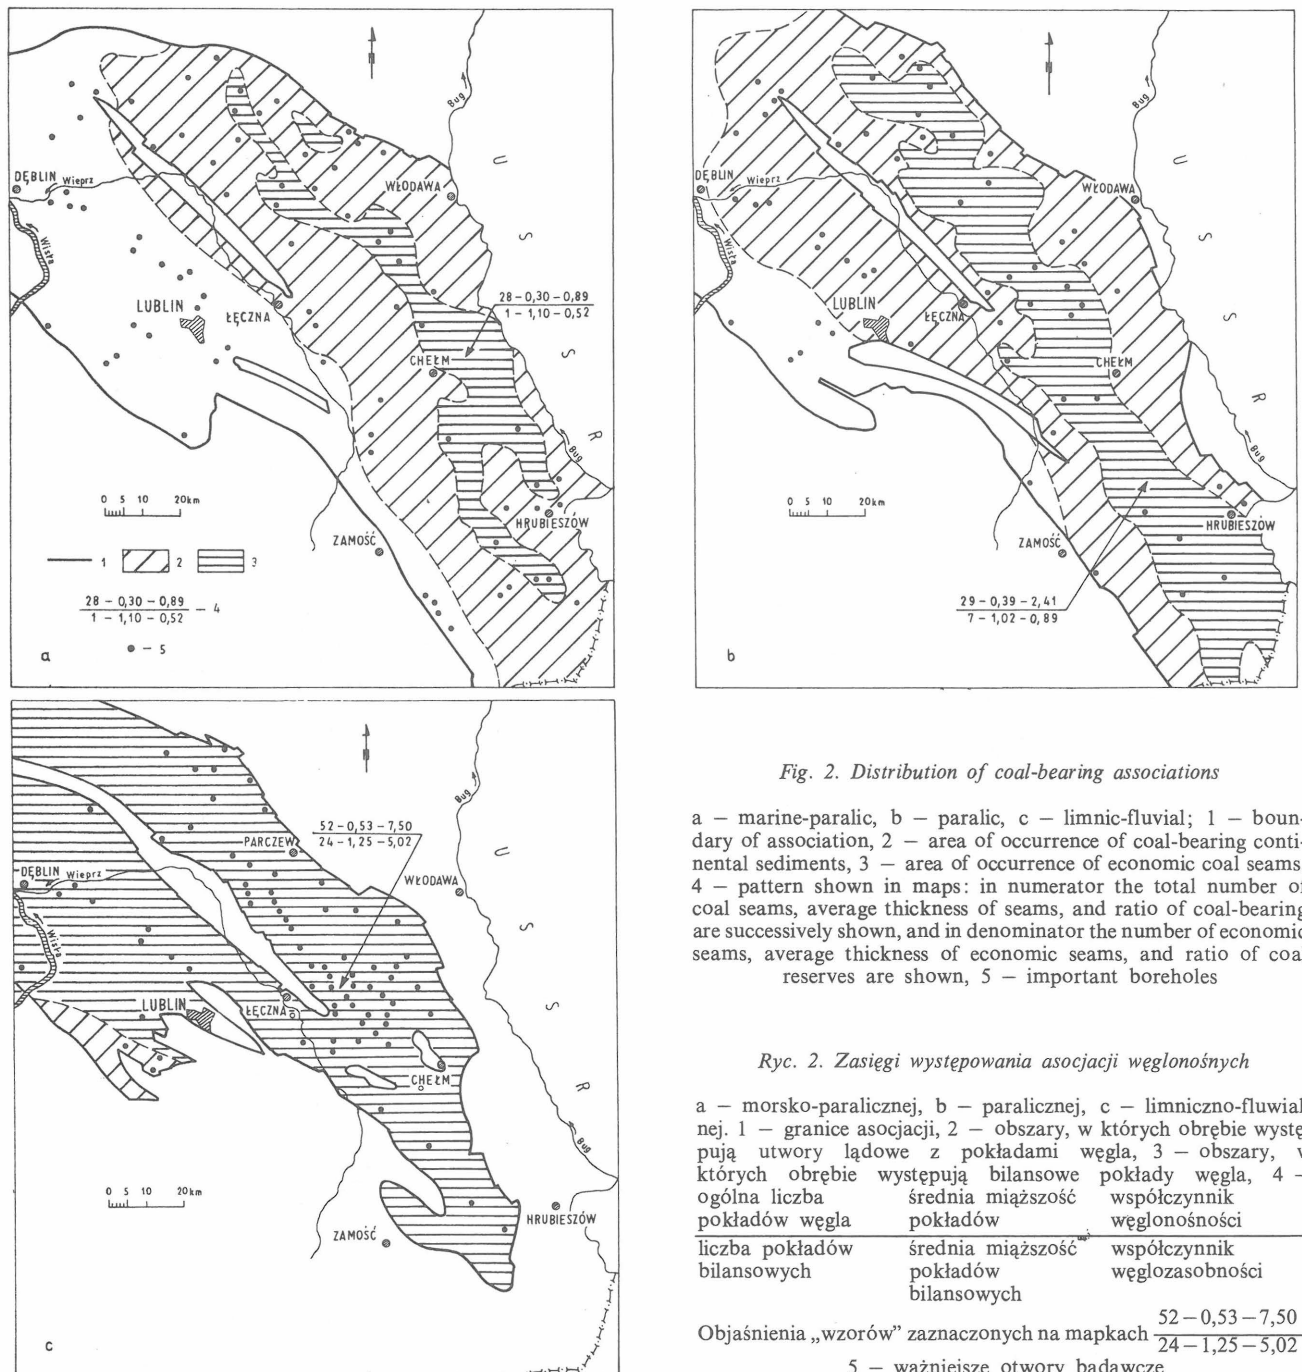 N
Bug
U
S
S
R
DĘBLIN
Wieprz
Wisła
WŁODAWA
LUBLIN
ŁĘCZNA
28 – 0,30 – 0,89
1 – 1,10 – 0,52
CHEŁM
Bug
0 5 10 20km
HRUBIESZÓW
ZAMOŚĆ
1 2 3
28 – 0,30 – 0,89
1 – 1,10 – 0,52
– 4
– 5
a
N
Bug
U
S
S
R
DĘBLIN
Wieprz
Wisła
WŁODAWA
LUBLIN
ŁĘCZNA
CHEŁM
Bug
0 5 10 20km
HRUBIESZÓW
ZAMOŚĆ
29 – 0,39 – 2,41
7 – 1,02 – 0,89
b
N
Bug
U
S
S
R
52 – 0,53 – 7,50
24 – 1,25 – 5,02
PARCZEW
DĘBLIN
Wieprz
WŁODAWA
Wisła
LUBLIN
ŁĘCZNA
CHEŁM
Bug
0 5 10 20km
HRUBIESZÓW
ZAMOŚĆ
c
Fig. 2. Distribution of coal-bearing associations
a — marine-paralic, b — paralic, c — limnic-fluvial; 1 — boun-
dary of association, 2 — area of occurrence of coal-bearing conti-
nental sediments, 3 — area of occurrence of economic coal seams
4 — pattern shown in maps: in numerator the total number of
coal seams, average thickness of seams, and ratio of coal-bearing
are successively shown, and in denominator the number of economic
seams, average thickness of economic seams, and ratio of coa
reserves are shown, 5 — important boreholes
Ryc. 2. Zasięgi występowania asocjacji węglonośnych
a — morsko-paralicznej, b — paralicznej, c — limniczno-fluwial
nej. 1 — granice asocjacji, 2 — obszary, w których obrębie wystę
pują utwory lądowe z pokładami węgla, 3 — obszary, w
których obrębie występują bilansowe pokłady węgla, 4 —
ogólna liczba średnia miąższość współczynnik
pokładów węgla pokładów węglonośności
liczba pokładów średnia miąższość współczynnik
bilansowych pokładów węglozasobności
bilansowych
Objaśnienia „wzorów” zaznaczonych na mapkach 52 – 0,53 – 7,50
24 – 1,25 – 5,02
5 — ważniejsze otwory badawcze